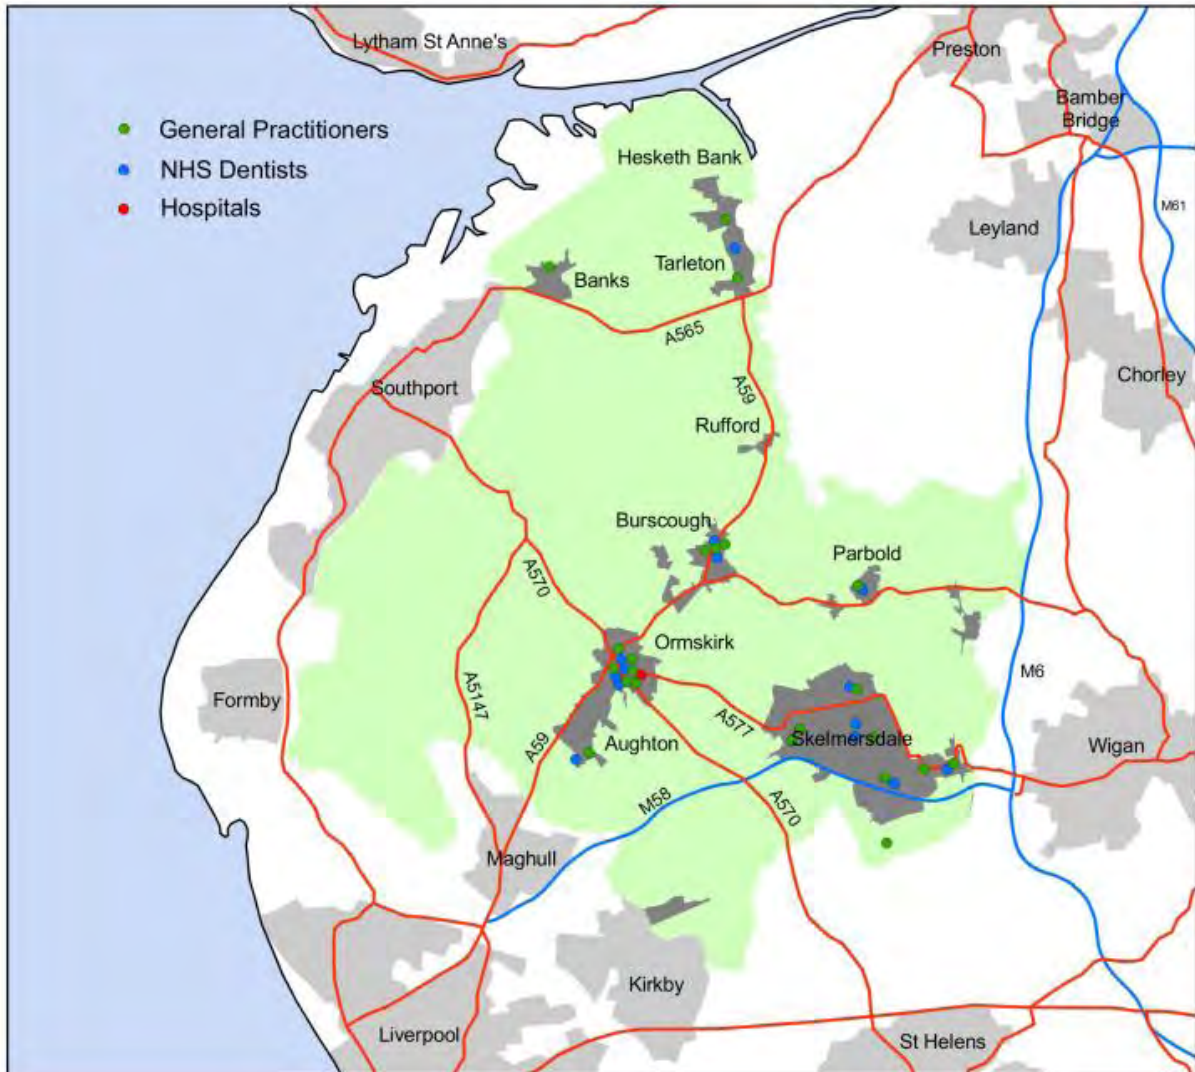 Lytham St Anne's
Preston
Bamber
Bridge
General Practitioners
NHS Dentists
Hospitals
Hesketh Bank
M61
Leyland
Tarleton
Banks
A565
Southport
A59
Chorley
Rufford
Burscough
Parbold
A570
Ormskirk
M6
Formby
A5147
A577
A59
Aughton
Skelmersdale
Wigan
M58
A570
Maghull
Kirkby
Liverpool
St Helens